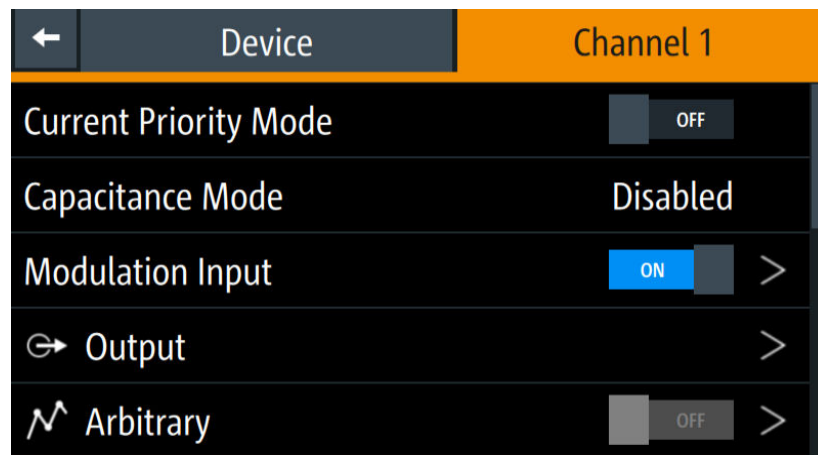 Device Channel 1
Current Priority Mode OFF
Capacitance Mode Disabled
Modulation Input ON
Output
Arbitrary OFF